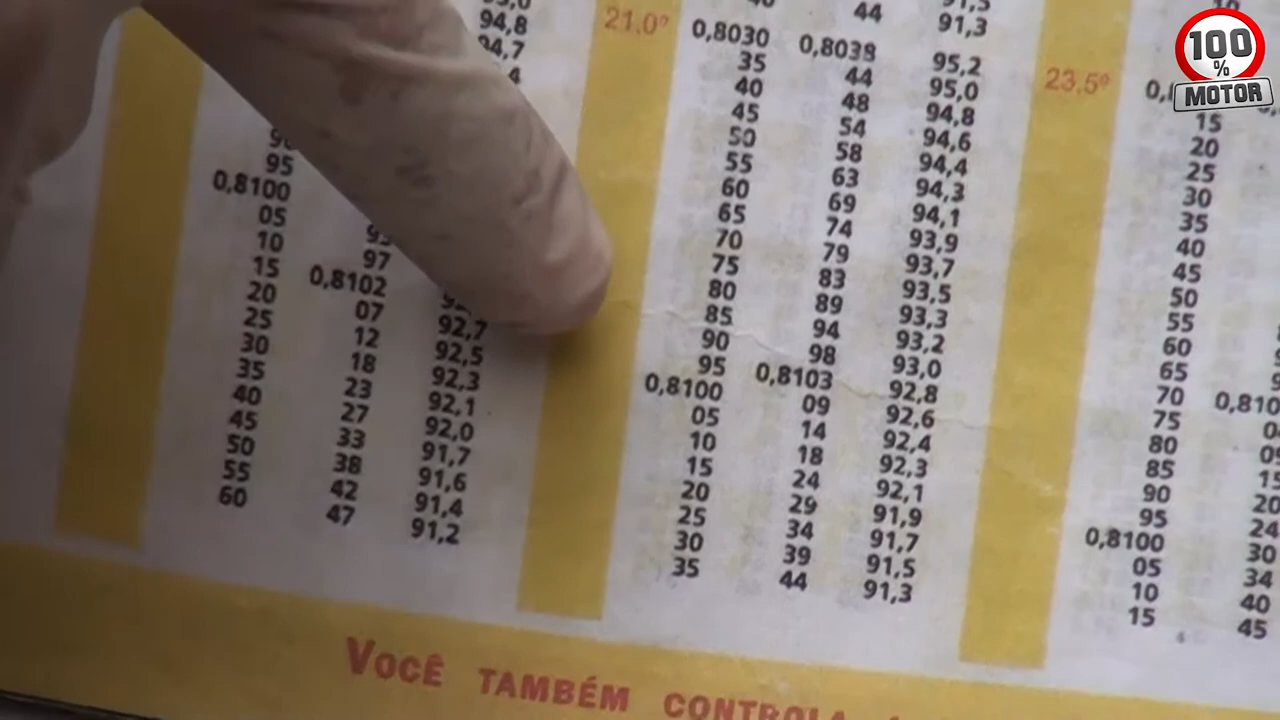 100
%
MOTOR
94,8
94,7
95
0,8100
05
10 97
15 0,8102
20 07 92,7
25 12 92,5
30 18 92,3
35 23 92,1
40 27 92,0
45 33 91,7
50 38 91,6
55 42 91,4
60 47 91,2
44 91,3
21.0º 0,8030 0,8038 95,2
35 44 95,0
40 48 94,8
45 54 94,6
50 58 94,4
55 63 94,3
60 69 94,1
65 74 93,9
70 79 93,7
75 83 93,5
80 89 93,3
85 94 93,2
90 98 93,0
95 0,8103 92,8
0,8100 09 92,6
05 14 92,4
10 18 92,3
15 24 92,1
20 29 91,9
25 34 91,7
30 39 91,5
35 44 91,3
23.5º
15
20
25
30
35
40
45
50
55
60
65
70 0,810
75
80
85 15
90 20
95 24
0,8100 30
05 34
10 40
15 45
VOCÊ TAMBÉM CONTROLA